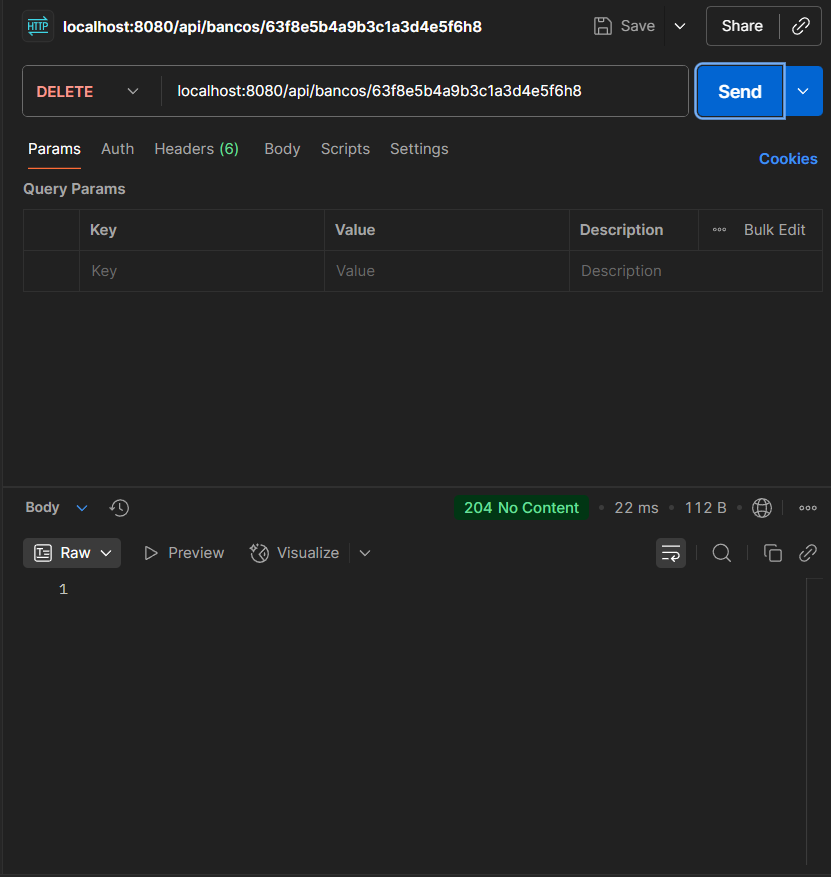 HTTP localhost:8080/api/bancos/63f8e5b4a9b3c1a3d4e5f6h8 Save Share
DELETE localhost:8080/api/bancos/63f8e5b4a9b3c1a3d4e5f6h8 Send
Params Auth Headers (6) Body Scripts Settings Cookies
Query Params
Key Value Description Bulk Edit
Key Value Description
Body 204 No Content 22 ms 112 B
Raw Preview Visualize
1